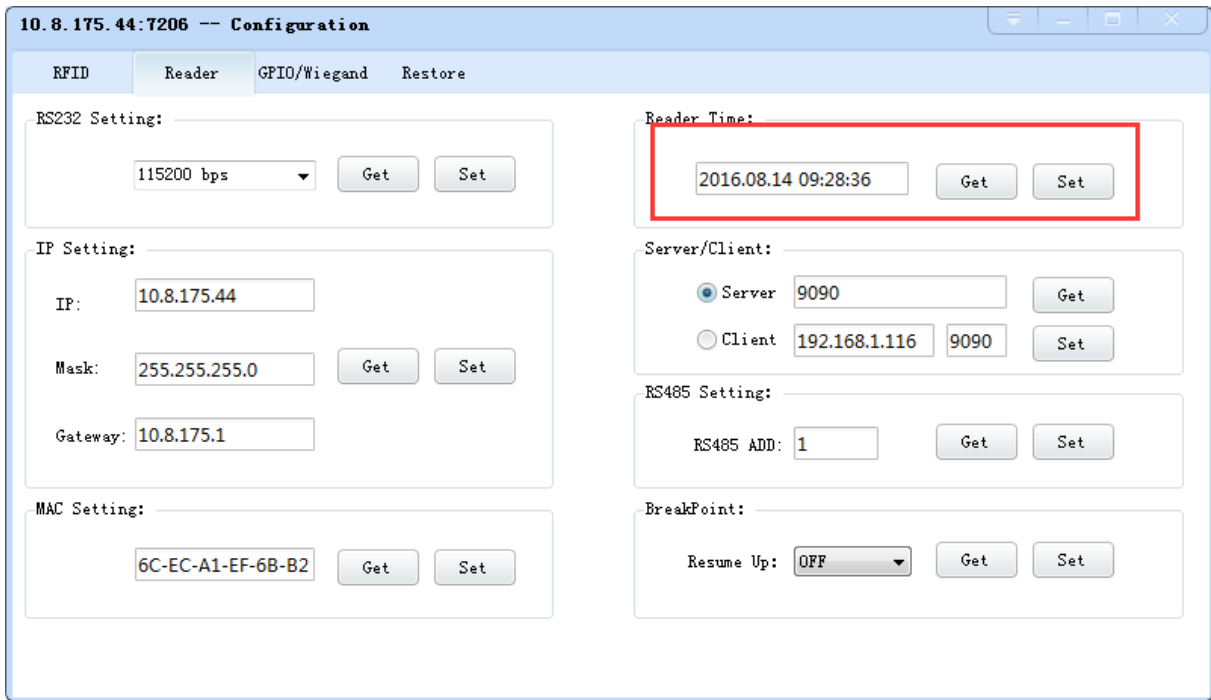 10.8.175.44:7206 -- Configuration
RFID Reader GPIO/Wiegand Restore
RS232 Setting:
115200 bps Get Set
IP Setting:
IP: 10.8.175.44
Mask: 255.255.255.0 Get Set
Gateway: 10.8.175.1
MAC Setting:
6C-EC-A1-EF-6B-B2 Get Set
Reader Time:
2016.08.14 09:28:36 Get Set
Server/Client:
Server 9090 Get
Client 192.168.1.116 9090 Set
RS485 Setting:
RS485 ADD: 1 Get Set
BreakPoint:
Resume Up: OFF Get Set